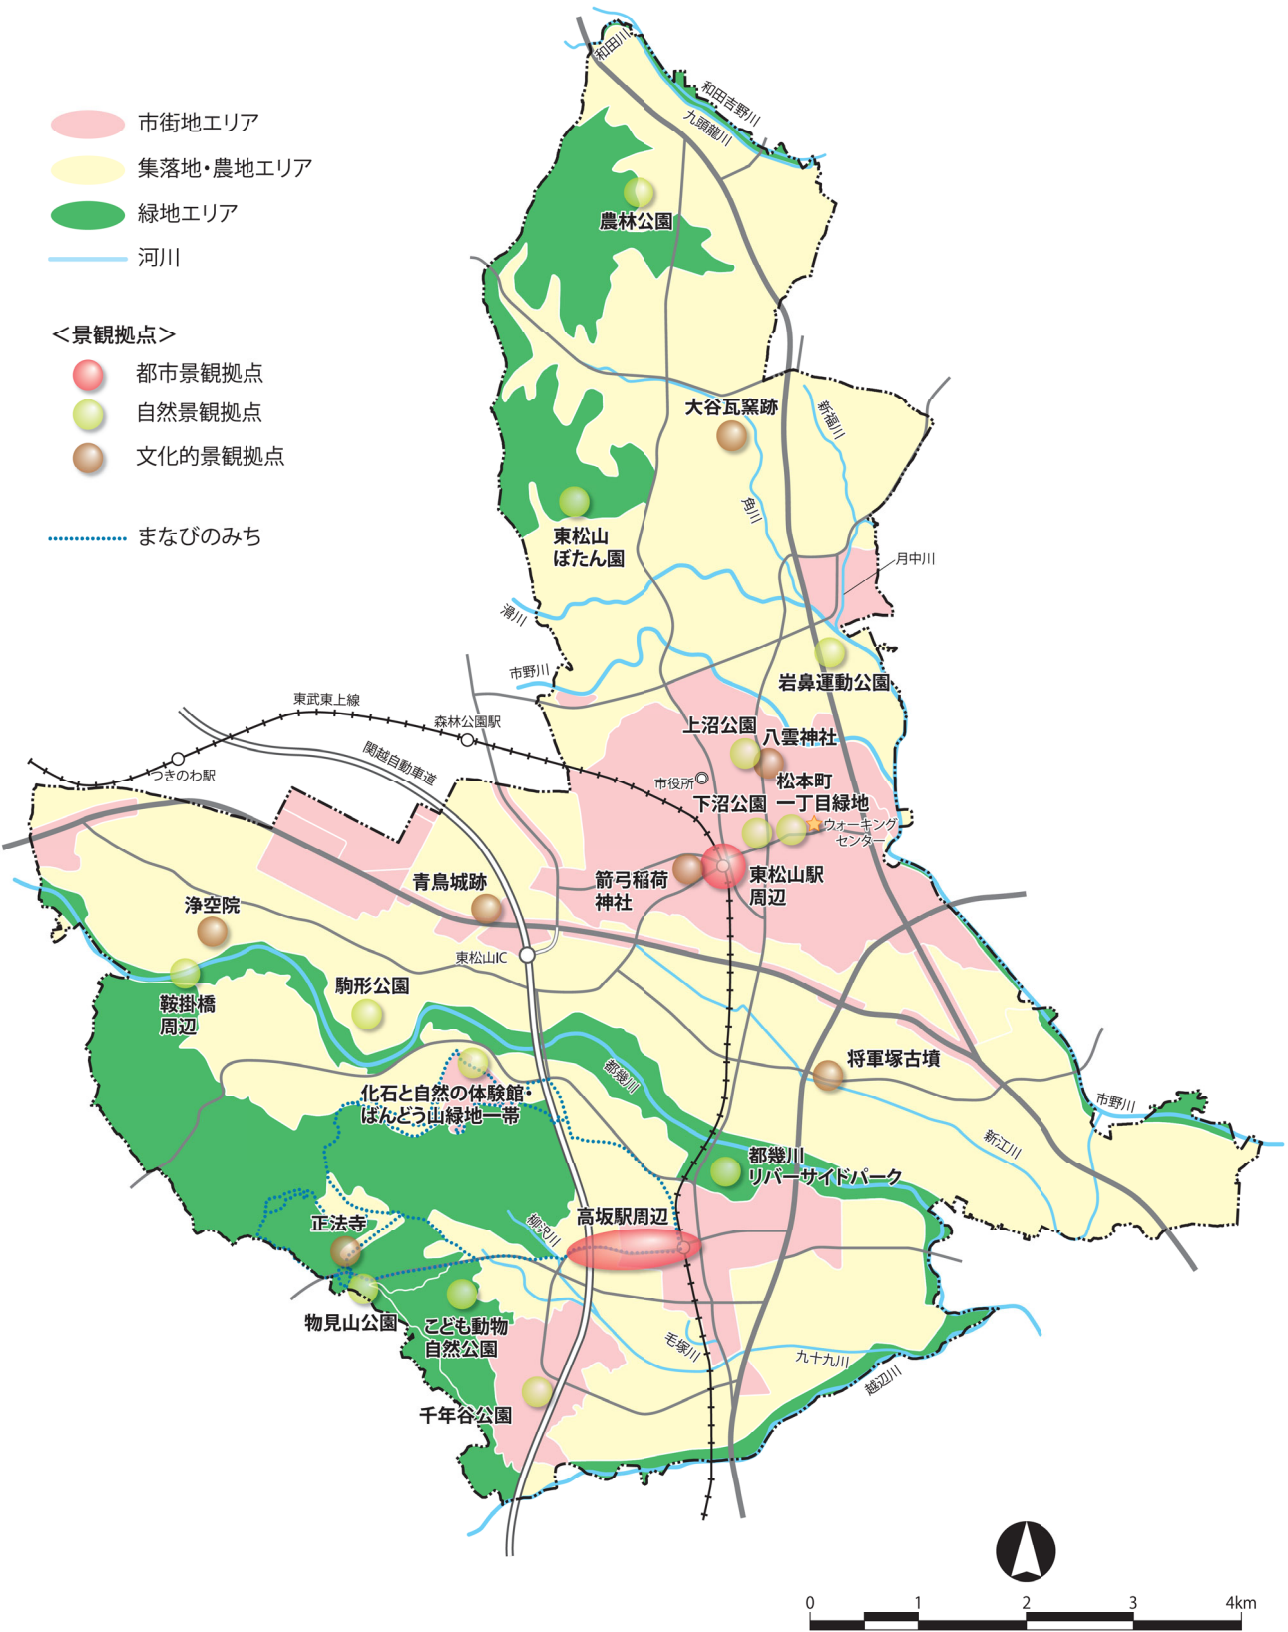 市街地エリア
集落地・農地エリア
緑地エリア
河川
＜景観拠点＞
都市景観拠点
自然景観拠点
文化的景観拠点
まなびのみち
和田川
和田吉野川
九頭龍川
農林公園
大谷瓦窯跡
新福川
角川
東松山
ぼたん園
月中川
滑川
市野川
岩鼻運動公園
東武東上線
森林公園駅
関越自動車道
つきのわ駅
上沼公園
八雲神社
市役所
松本町
一丁目緑地
下沼公園
ウォーキング
センター
箭弓稲荷
神社
東松山駅
周辺
青鳥城跡
浄空院
東松山IC
鞍掛橋
周辺
駒形公園
都幾川
将軍塚古墳
化石と自然の体験館・
ばんどう山緑地一帯
市野川
新江川
都幾川
リバーサイドパーク
正法寺
柳沢川
高坂駅周辺
物見山公園
こども動物
自然公園
毛塚川
九十九川
越辺川
千年谷公園
0 1 2 3 4km